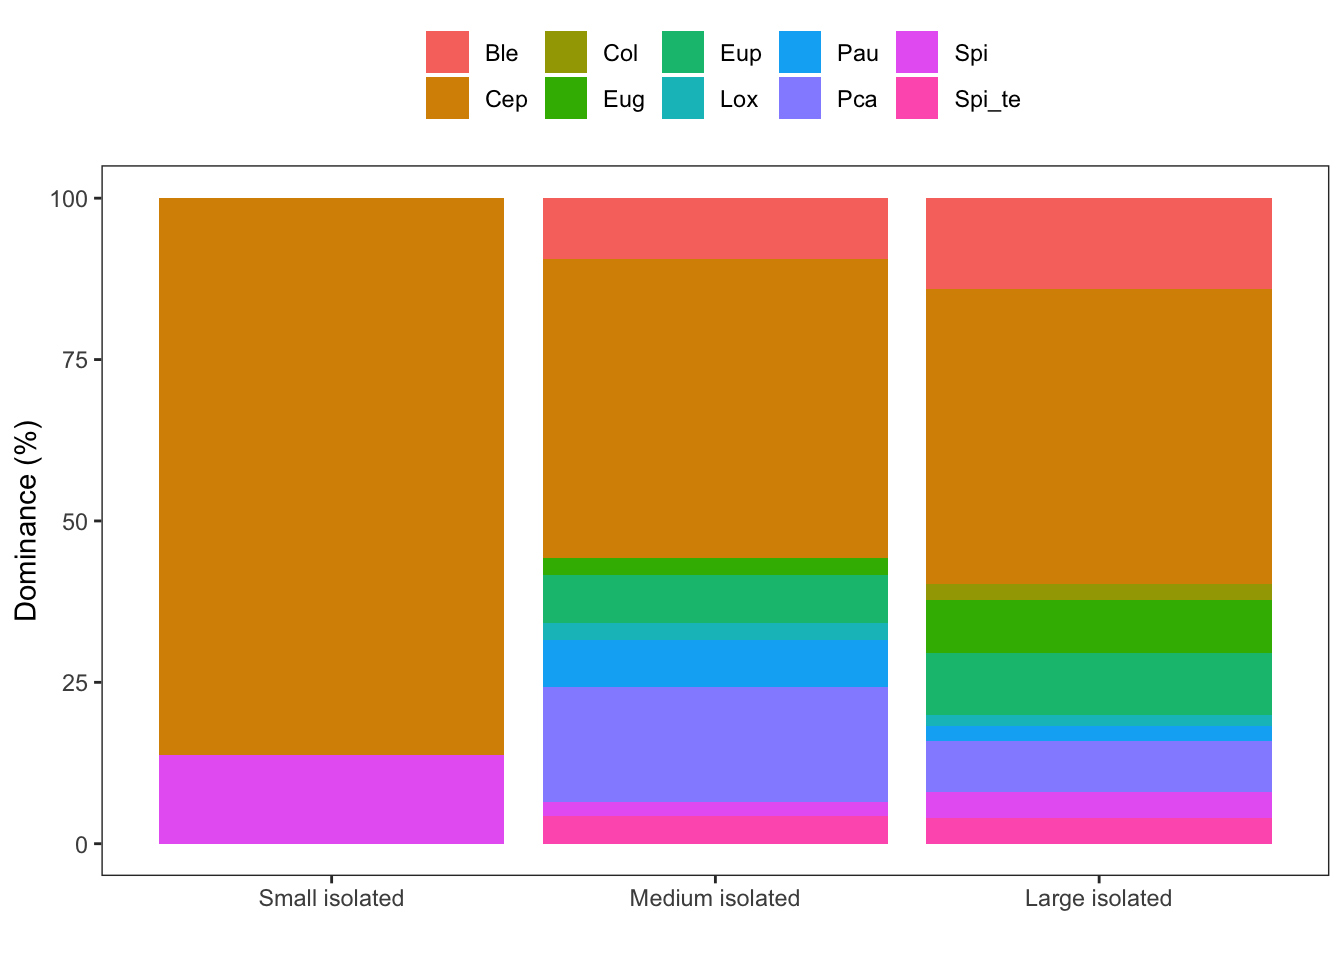 Ble Col Eup Pau Spi
Cep Eug Lox Pca Spi_te
Dominance (%)
100
75
50
25
0
Small isolated Medium isolated Large isolated